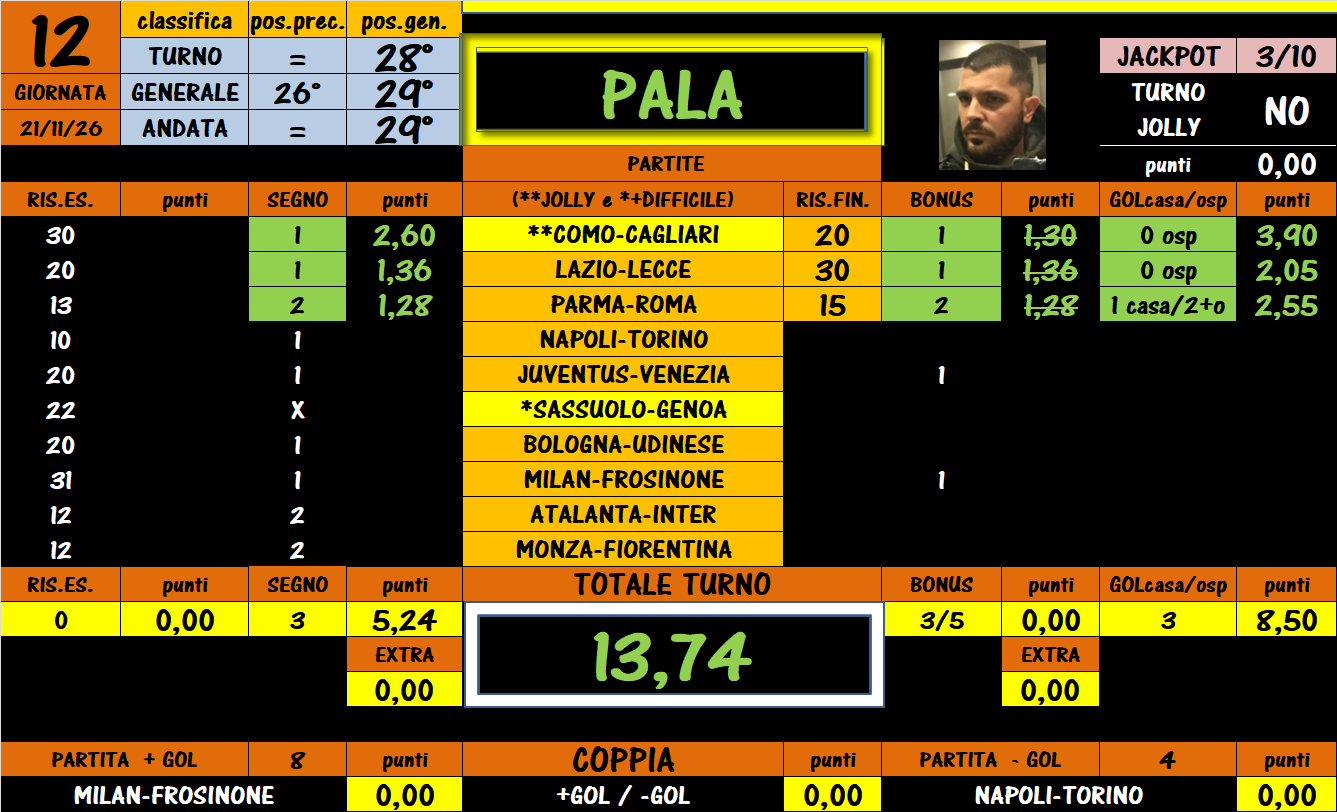 12 classifica pos.prec. pos.gen.
TURNO = 28°
GIORNATA GENERALE 26° 29°
21/11/26 ANDATA = 29°
PALA
JACKPOT 3/10
TURNO
JOLLY NO
punti 0,00
PARTITE
RIS.ES. punti SEGNO punti (**JOLLY e *+DIFFICILE) RIS.FIN. BONUS punti GOLcasa/osp punti
30 1 2,60 **COMO-CAGLIARI 20 1 1,30 0 osp 3,90
20 1 1,36 LAZIO-LECCE 30 1 1,36 0 osp 2,05
13 2 1,28 PARMA-ROMA 15 2 1,28 1 casa/2+o 2,55
10 1 NAPOLI-TORINO
20 1 JUVENTUS-VENEZIA 1
22 X *SASSUOLO-GENOA
20 1 BOLOGNA-UDINESE
31 1 MILAN-FROSINONE 1
12 2 ATALANTA-INTER
12 2 MONZA-FIORENTINA
RIS.ES. punti SEGNO punti TOTALE TURNO BONUS punti GOLcasa/osp punti
0 0,00 3 5,24 13,74 3/5 0,00 3 8,50
EXTRA EXTRA
0,00 0,00
PARTITA + GOL 8 punti COPPIA punti PARTITA - GOL 4 punti
MILAN-FROSINONE 0,00 +GOL / -GOL 0,00 NAPOLI-TORINO 0,00